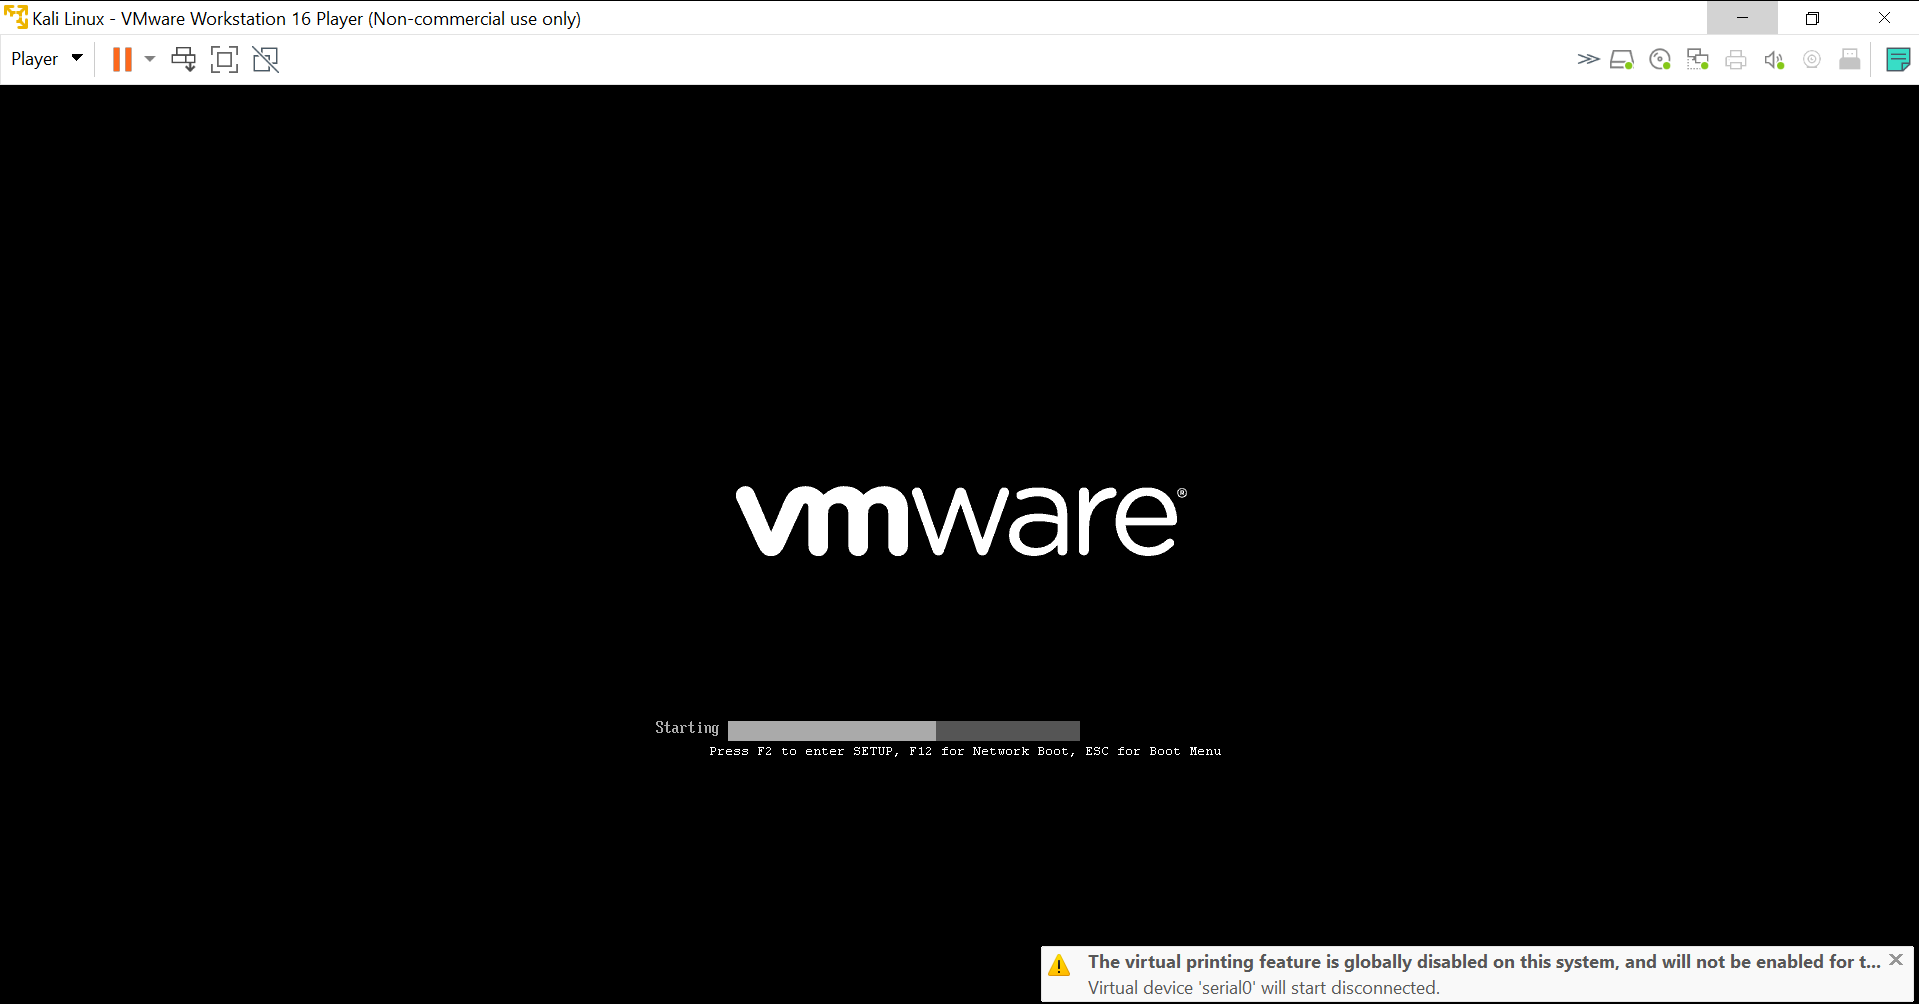 Kali Linux - VMware Workstation 16 Player (Non-commercial use only)
Player
vmware®
Starting
Press F2 to enter SETUP, F12 for Network Boot, ESC for Boot Menu
The virtual printing feature is globally disabled on this system, and will not be enabled for t...
Virtual device 'serial0' will start disconnected.